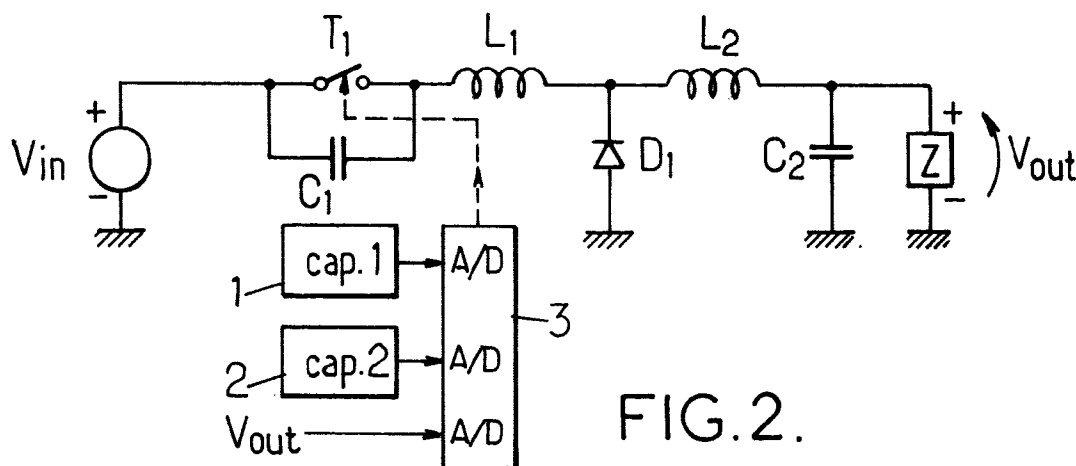 T1
L1
L2
+
Vin
-
C1
D1
C2
+
Z
-
Vout
cap.1
A/D
1
3
cap.2
A/D
2
Vout
A/D
FIG.2.